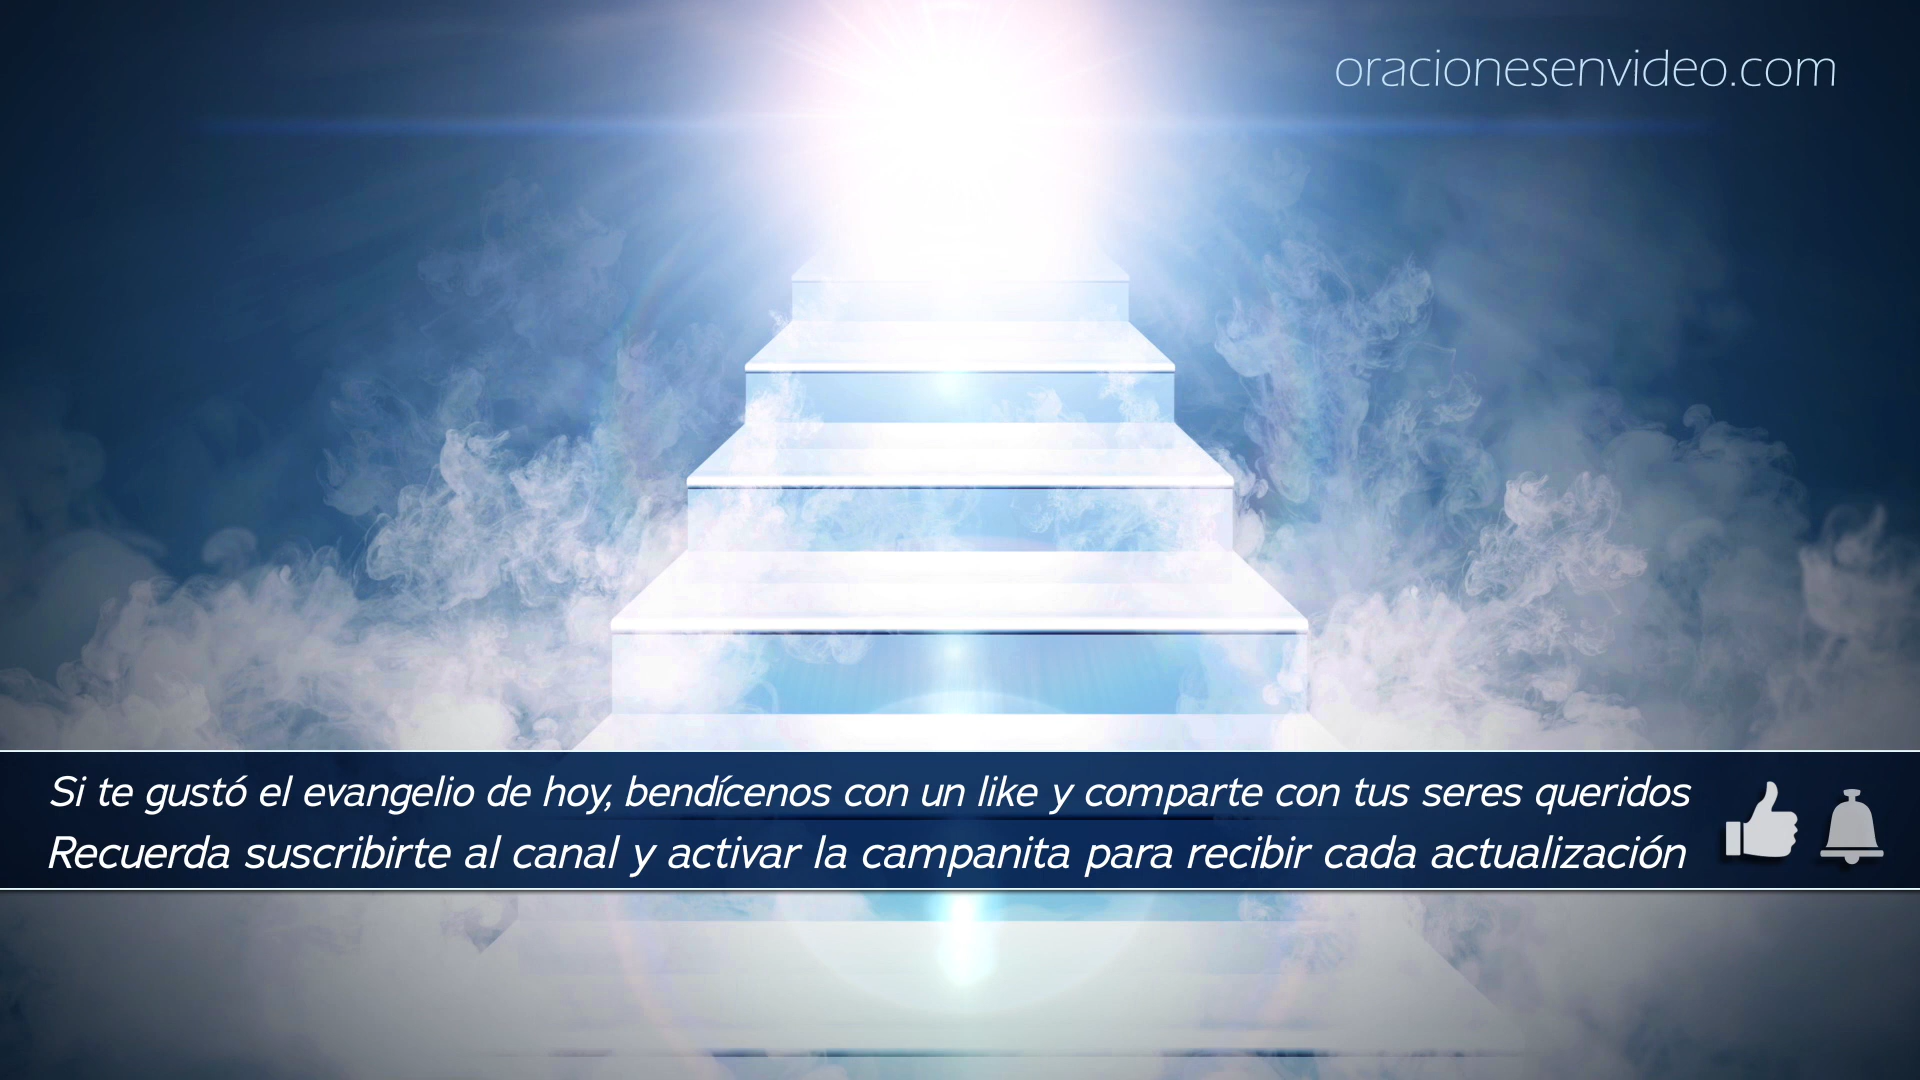 oracionesenvideo.com
Si te gustó el evangelio de hoy, bendícenos con un like y comparte con tus seres queridos
Recuerda suscribirte al canal y activar la campanita para recibir cada actualización